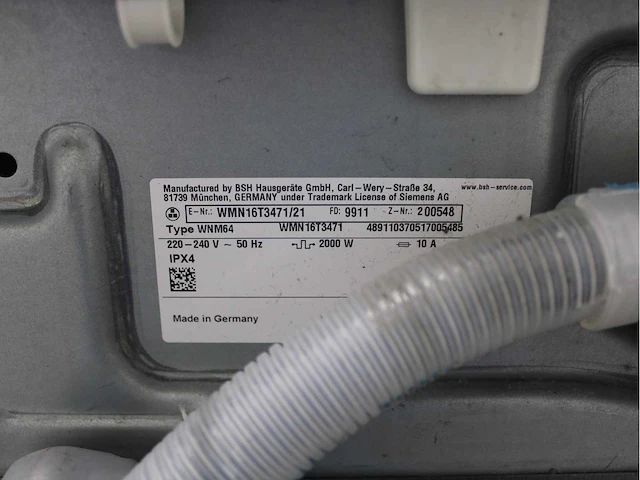 Manufactured by BSH Hausgeräte GmbH, Carl-Wery-Straße 34, www.bsh-service.com
81739 München, GERMANY under Trademark License of Siemens AG
E-Nr.: WMN16T3471/21 FD: 9911 Z-Nr.: 200548
Type WNM64 WMN16T3471 489110370517005485
220-240 V ~ 50 Hz 2000 W 10 A
IPX4
Made in Germany